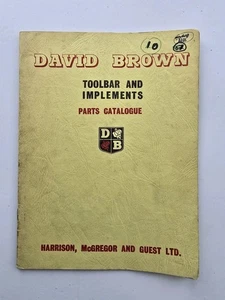 10
DAVID BROWN
TOOLBAR AND
IMPLEMENTS
PARTS CATALOGUE
D B
HARRISON, McGREGOR AND GUEST LTD.